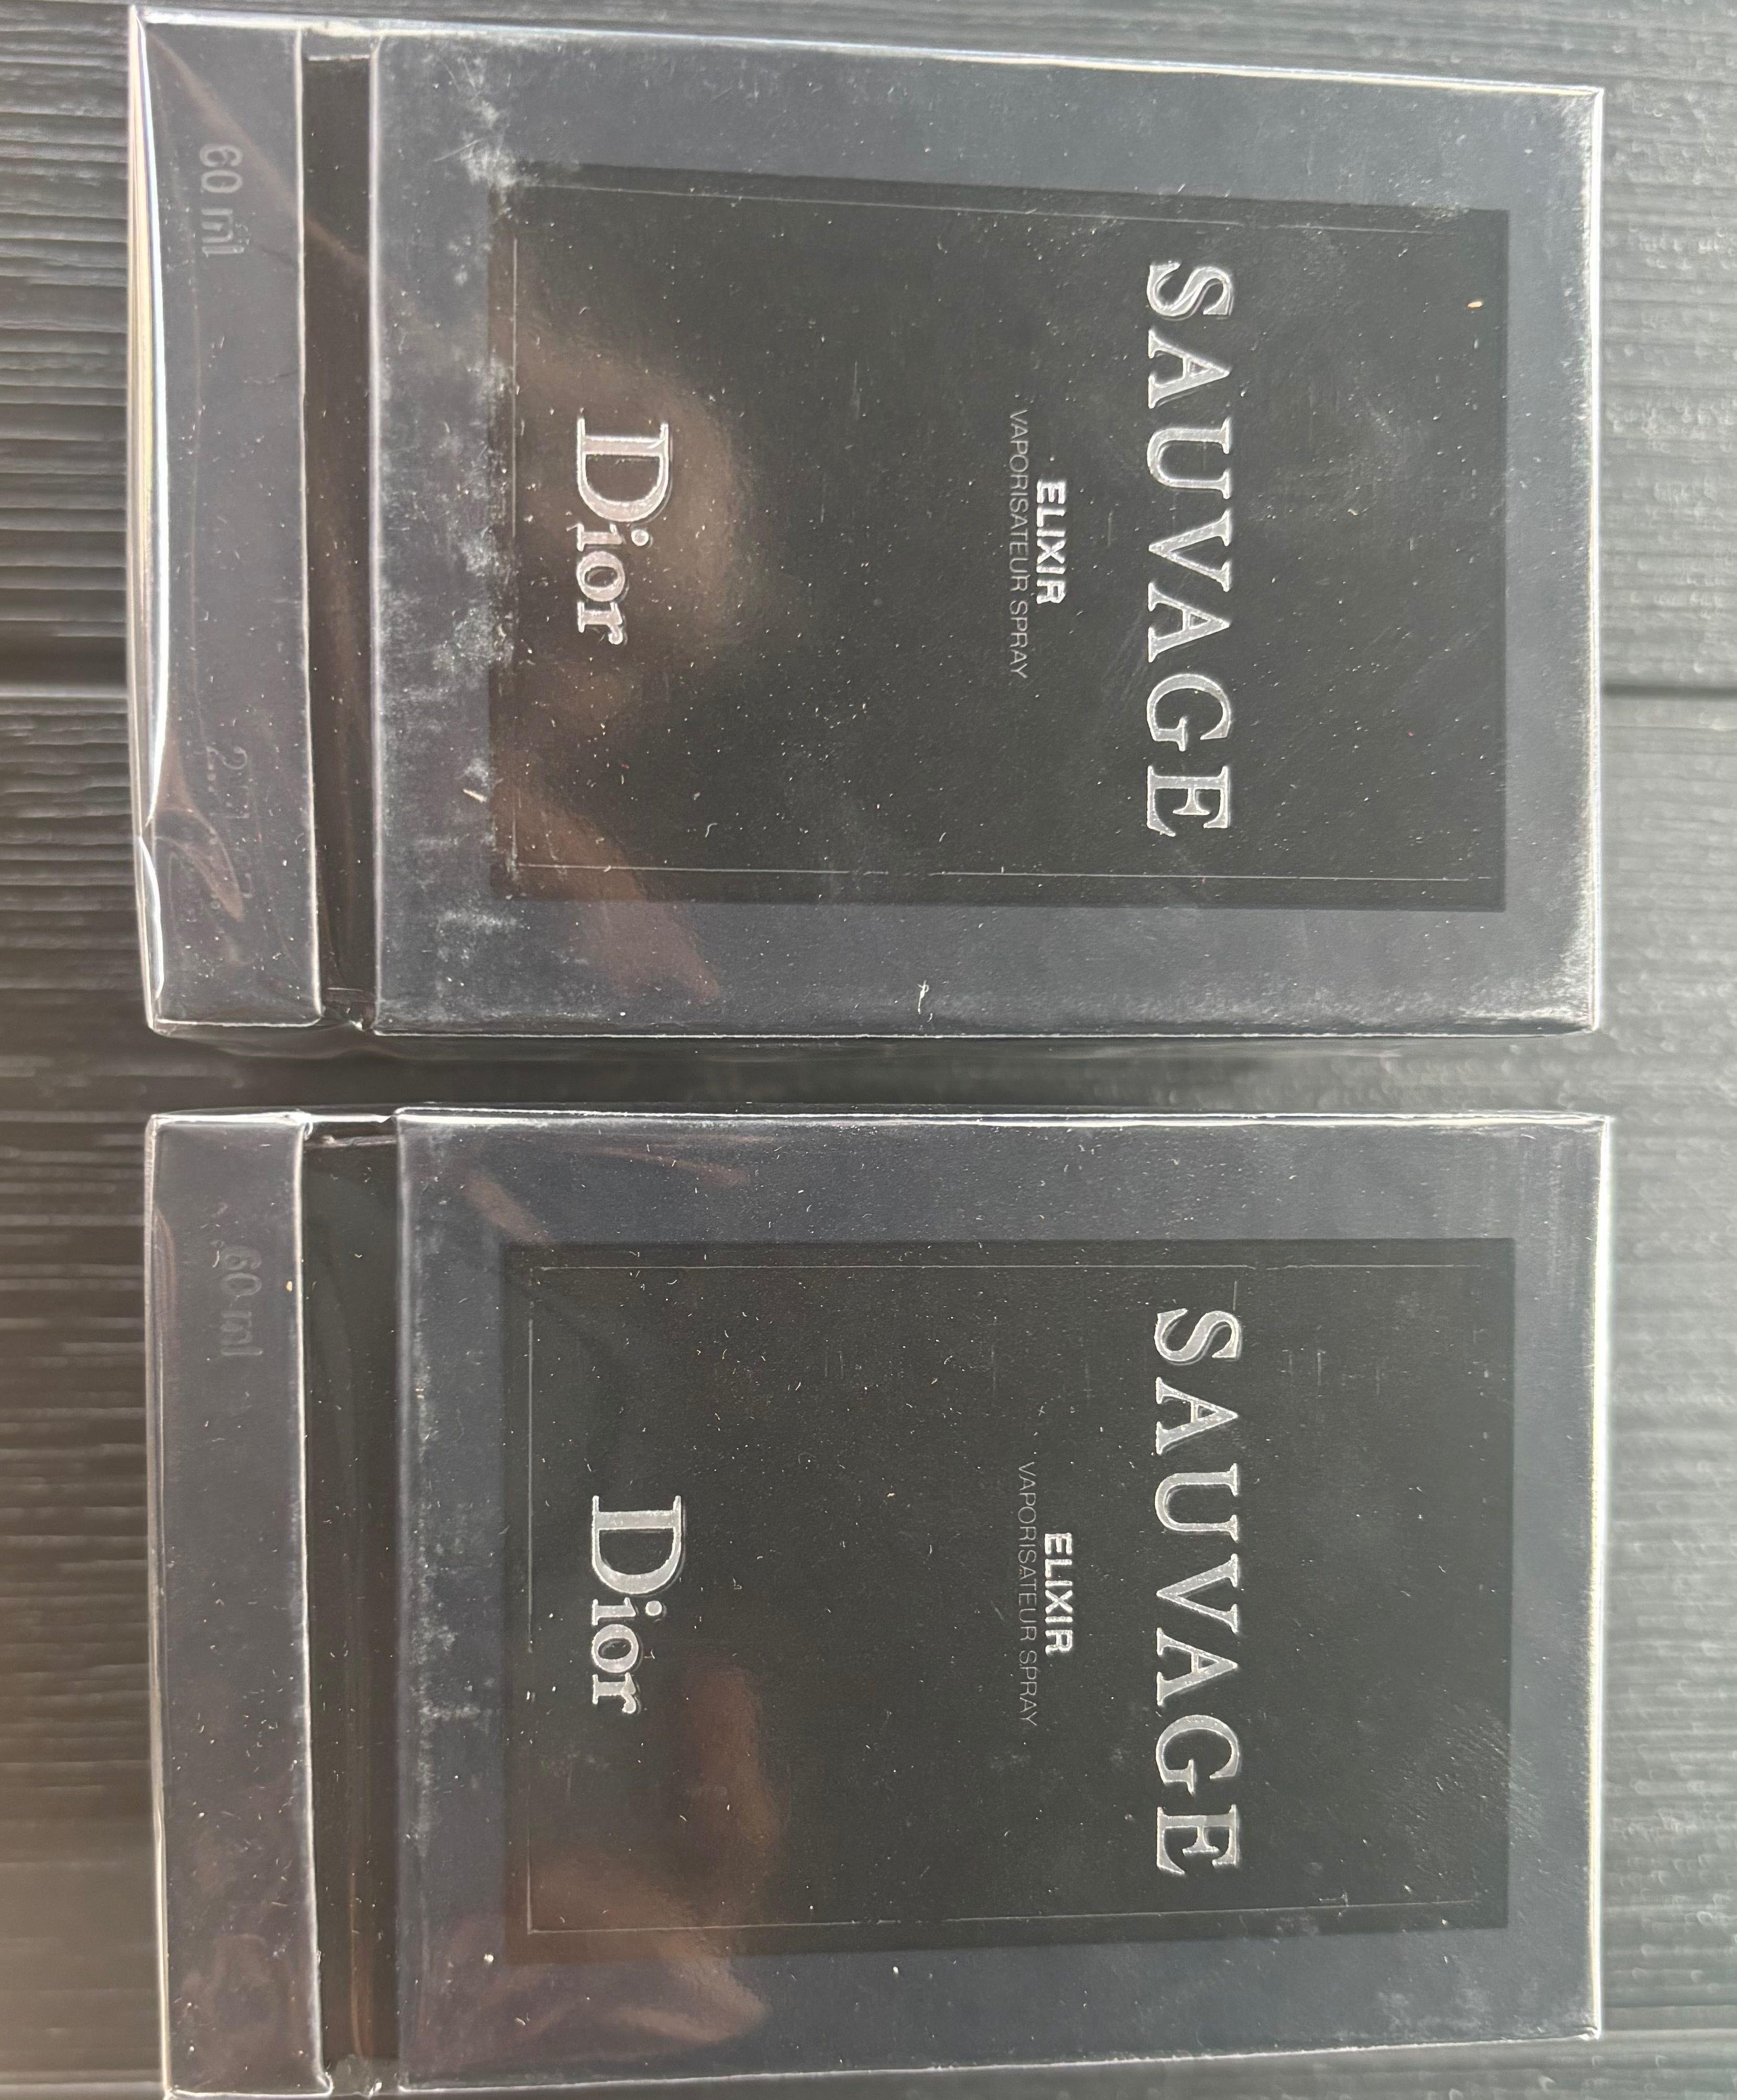 SAUVAGE
ELIXIR
VAPORISATEUR SPRAY
Dior
60 ml
SAUVAGE
ELIXIR
VAPORISATEUR SPRAY
Dior
60 ml